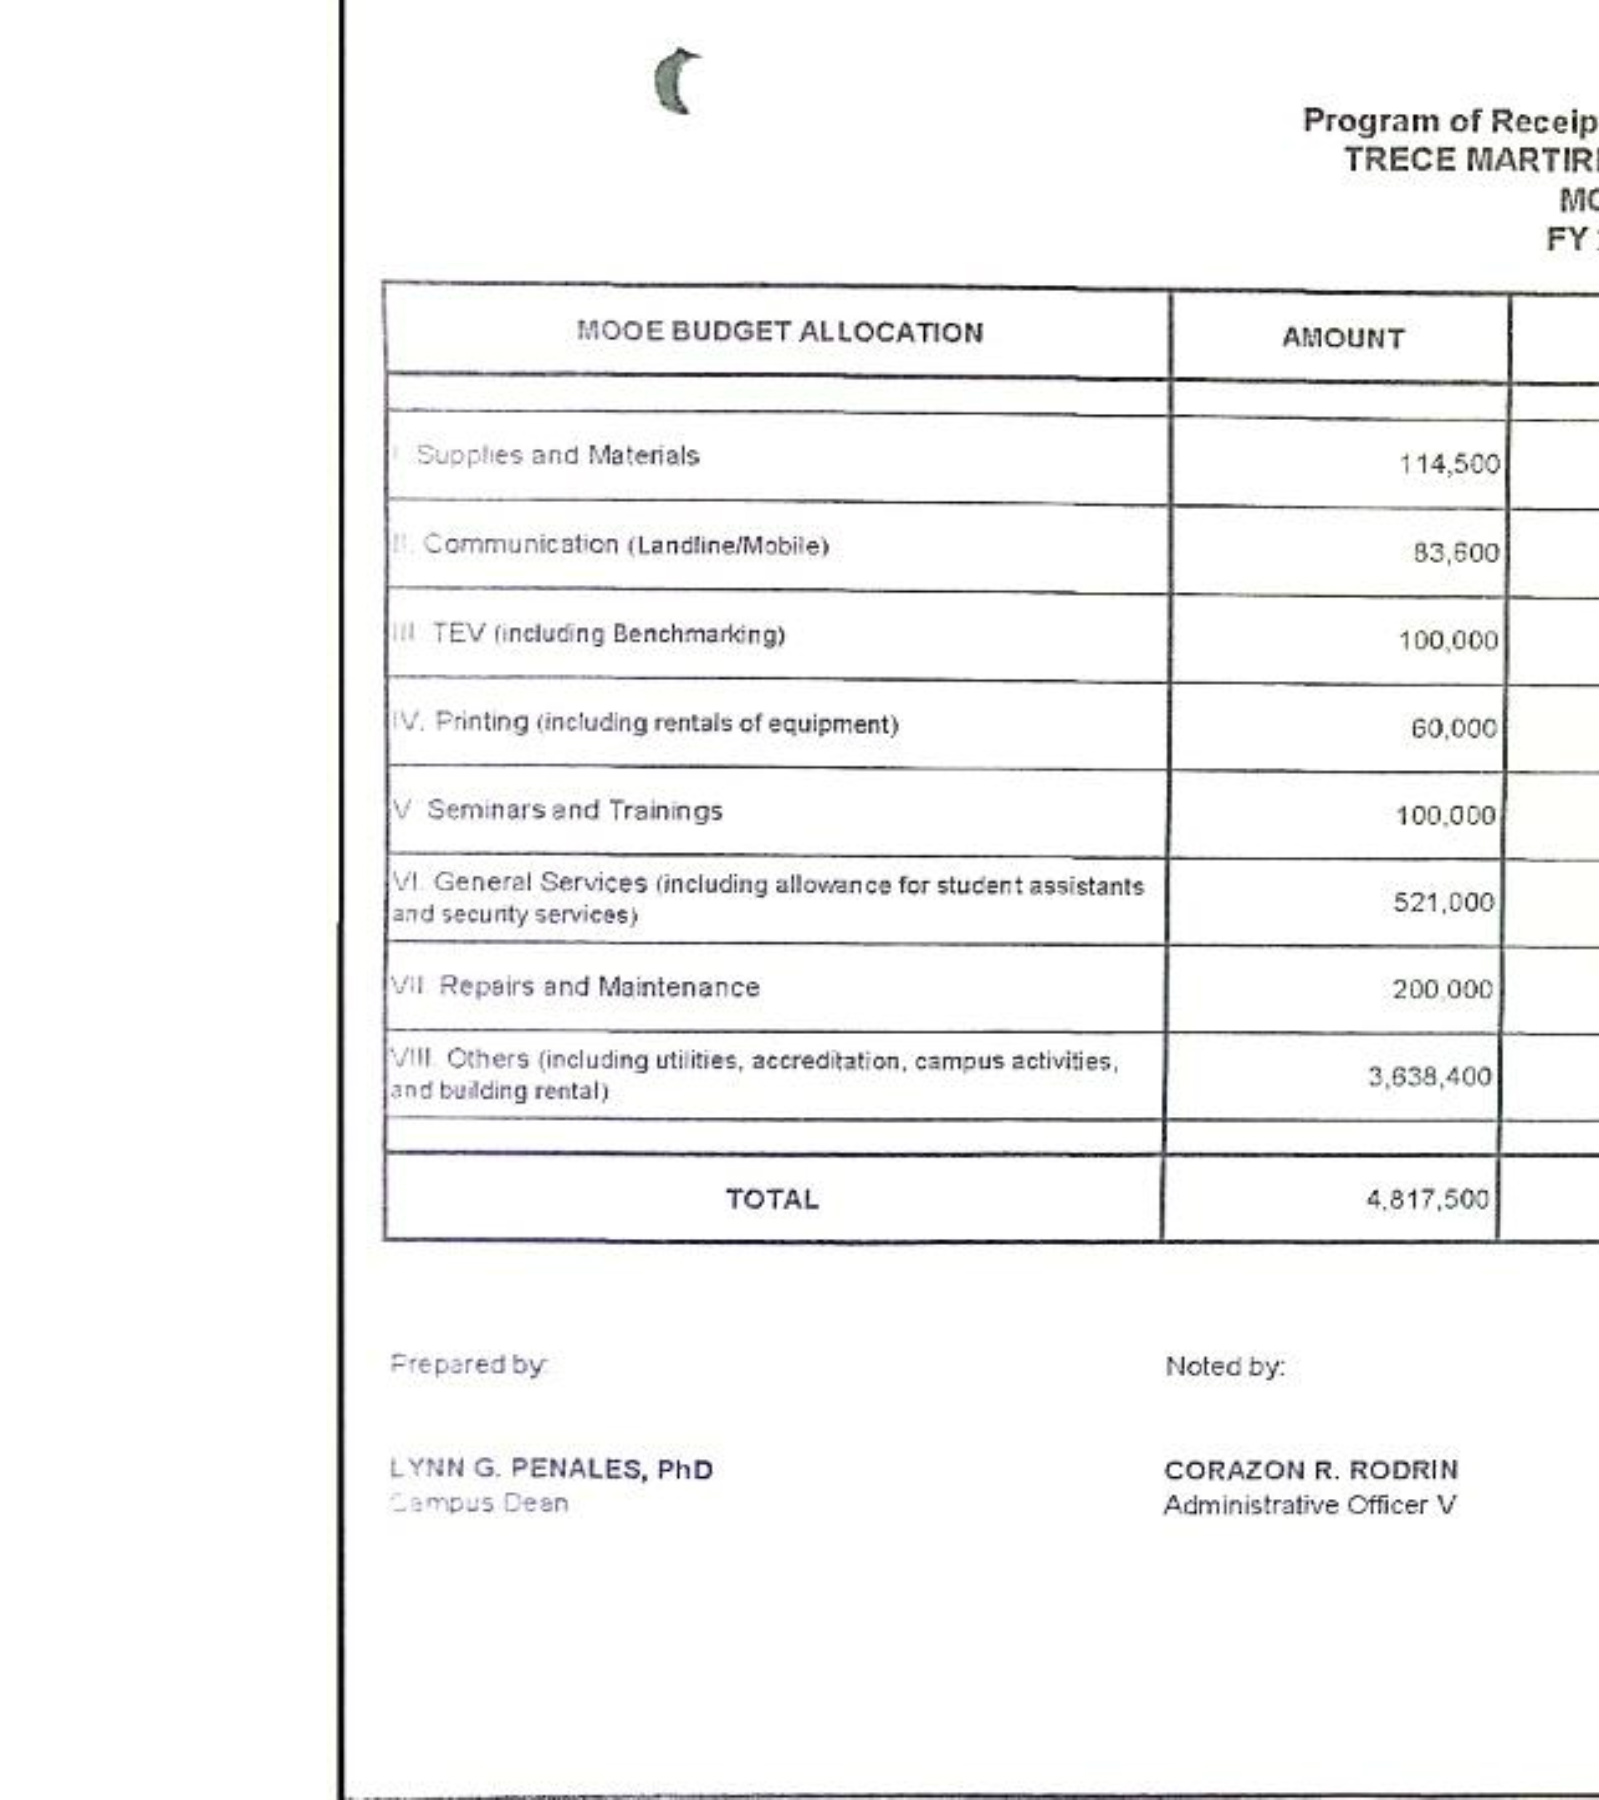 Program of Receip
TRECE MARTIR
MO
FY
MOOE BUDGET ALLOCATION AMOUNT
I. Supplies and Materials 114,500
II. Communication (Landline/Mobile) 83,600
III. TEV (including Benchmarking) 100,000
IV. Printing (including rentals of equipment) 60,000
V. Seminars and Trainings 100,000
VI. General Services (including allowance for student assistants
and security services) 521,000
VII. Repairs and Maintenance 200,000
VIII. Others (including utilities, accreditation, campus activities,
and building rental) 3,638,400
TOTAL 4,817,500
Prepared by: Noted by:
LYNN G. PENALES, PhD CORAZON R. RODRIN
Campus Dean Administrative Officer V